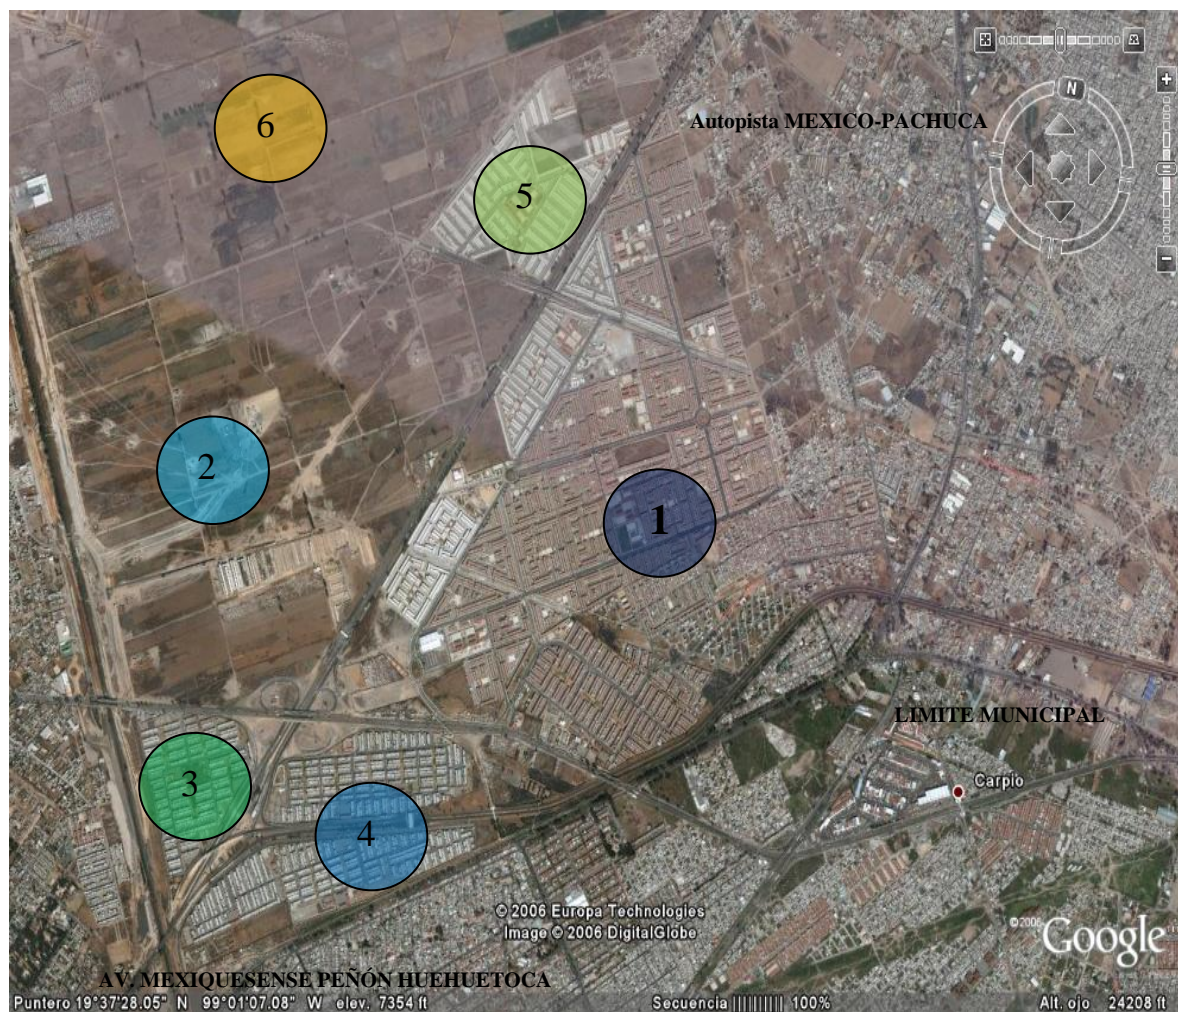 N
6
Autopista MEXICO-PACHUCA
5
2
1
LIMITE MUNICIPAL
3
Carpio
4
© 2006 Europa Technologies
Image © 2006 DigitalGlobe
©2006 Google
AV. MEXIQUESENSE PEÑÓN HUEHUETOCA
Puntero 19°37'28.05" N 99°01'07.08" W elev. 7354 ft Secuencia |||||||||| 100% Alt. ojo 24208 ft